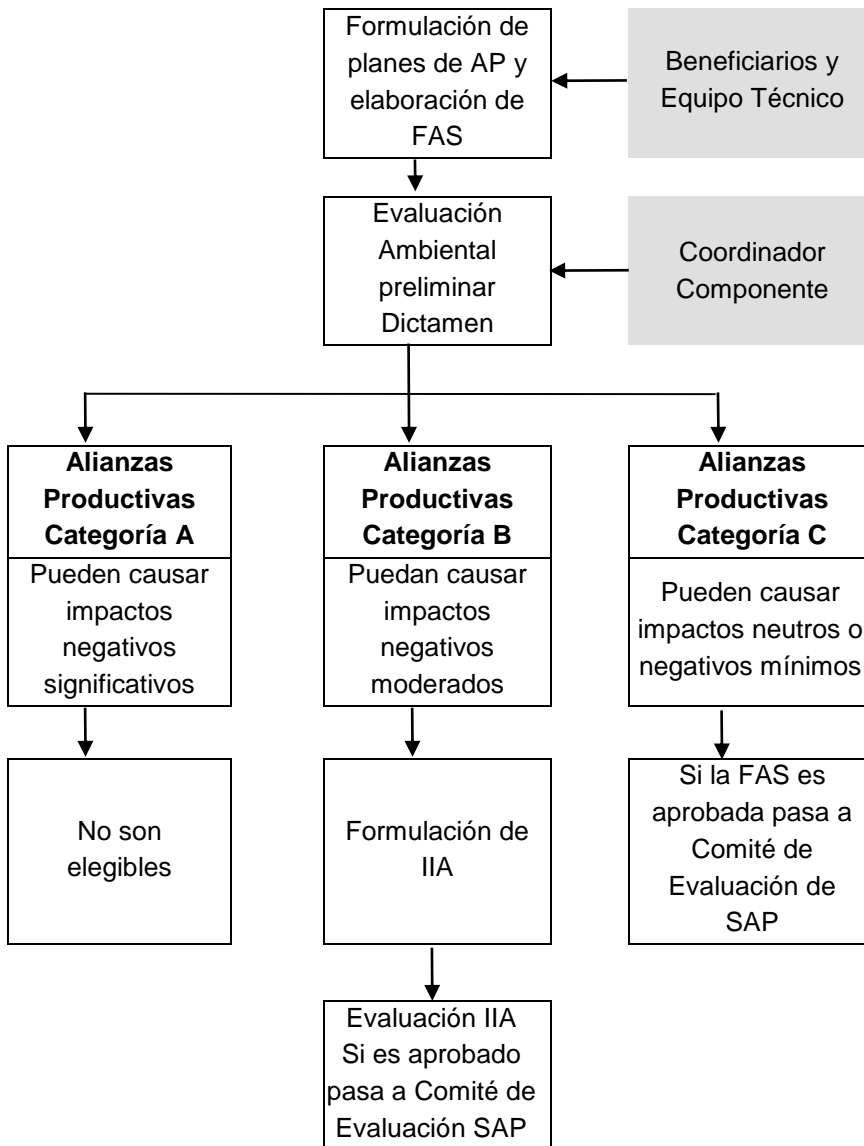 Formulación de
planes de AP y
elaboración de
FAS
Beneficiarios y
Equipo Técnico
Evaluación
Ambiental
preliminar
Dictamen
Coordinador
Componente
Alianzas
Productivas
Categoría A
Pueden causar
impactos
negativos
significativos
No son
elegibles
Alianzas
Productivas
Categoría B
Puedan causar
impactos
negativos
moderados
Formulación de
IIA
Evaluación IIA
Si es aprobado
pasa a Comité de
Evaluación SAP
Alianzas
Productivas
Categoría C
Pueden causar
impactos neutros o
negativos mínimos
Si la FAS es
aprobada pasa a
Comité de
Evaluación de
SAP